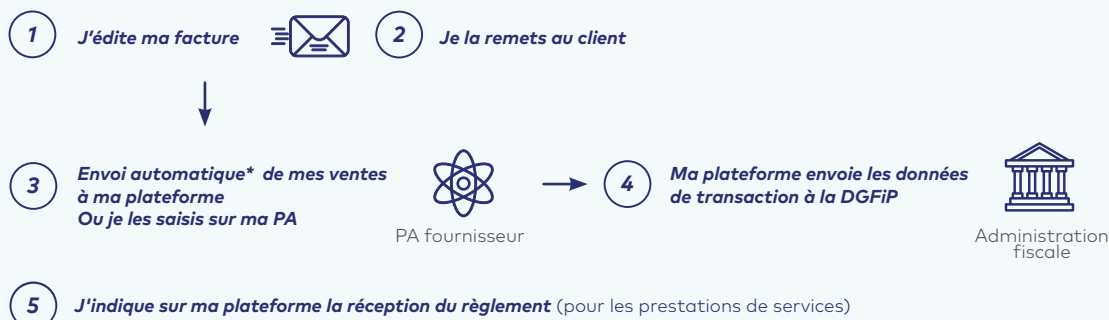 1 J'édite ma facture
2 Je la remets au client
3 Envoi automatique* de mes ventes
à ma plateforme
Ou je les saisis sur ma PA
PA fournisseur
4 Ma plateforme envoie les données
de transaction à la DGFiP
Administration
fiscale
5 J'indique sur ma plateforme la réception du règlement (pour les prestations de services)